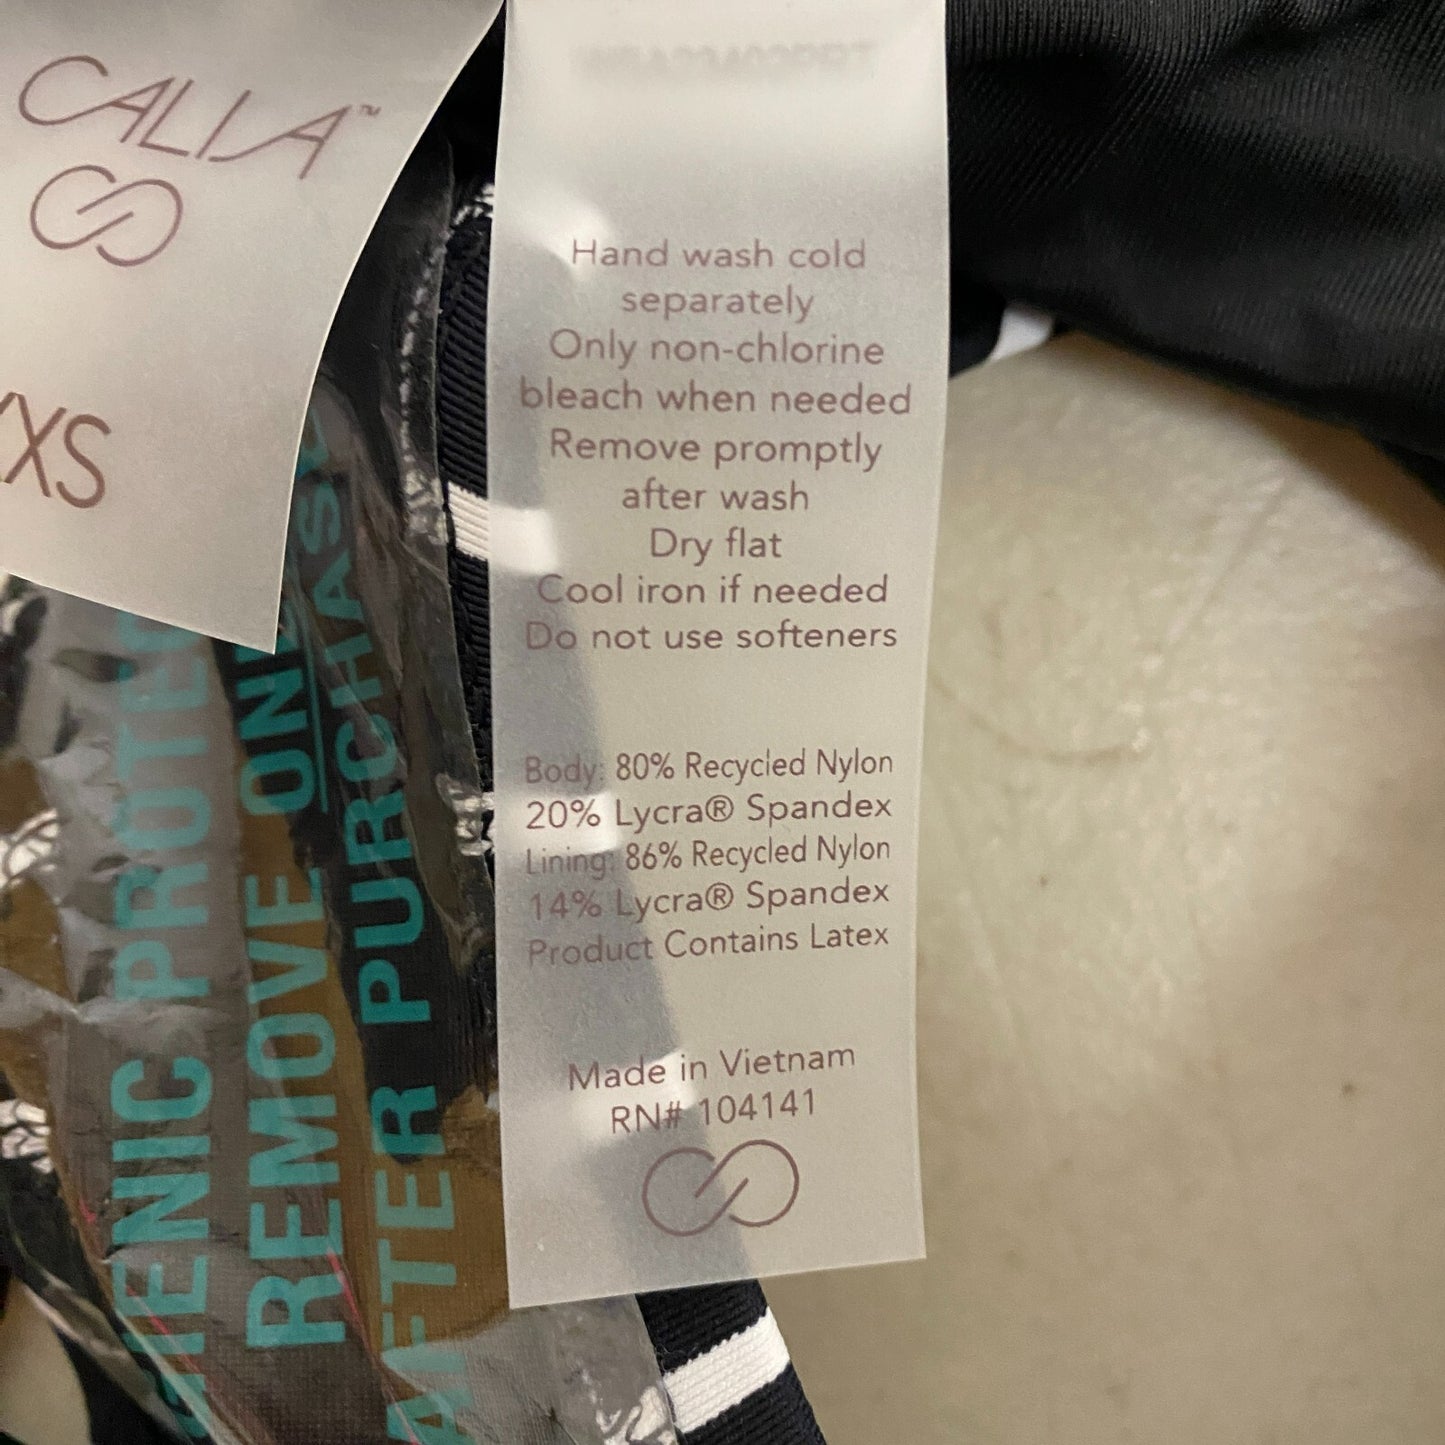 CALIA™
XXS
Hand wash cold
separately
Only non-chlorine
bleach when needed
Remove promptly
after wash
Dry flat
Cool iron if needed
Do not use softeners
Body: 80% Recycled Nylon
20% Lycra® Spandex
Lining: 86% Recycled Nylon
14% Lycra® Spandex
Product Contains Latex
Made in Vietnam
RN# 104141
REMOVE
AFTER PURCHASE